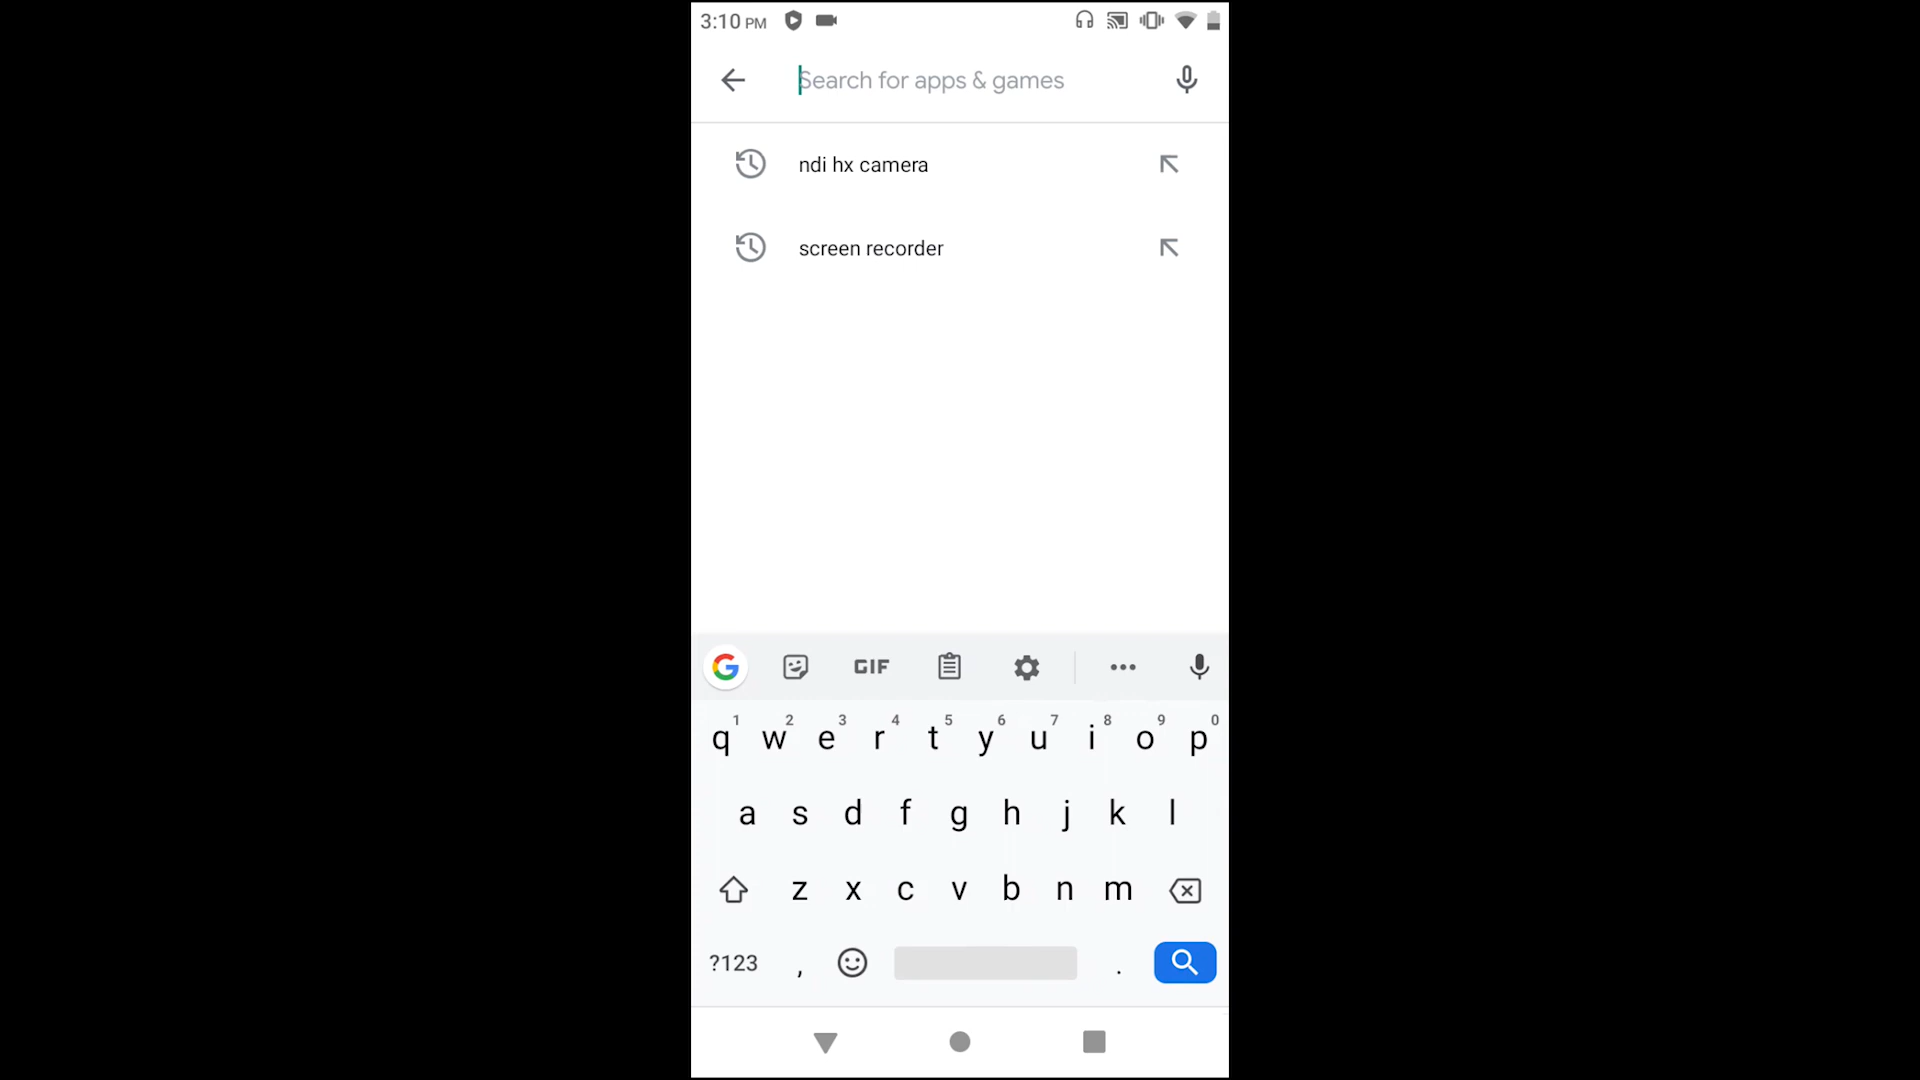 3:10 PM
Search for apps & games
ndi hx camera
screen recorder
G GIF
1 2 3 4 5 6 7 8 9 0
q w e r t y u i o p
a s d f g h j k l
z x c v b n m
?123 , .